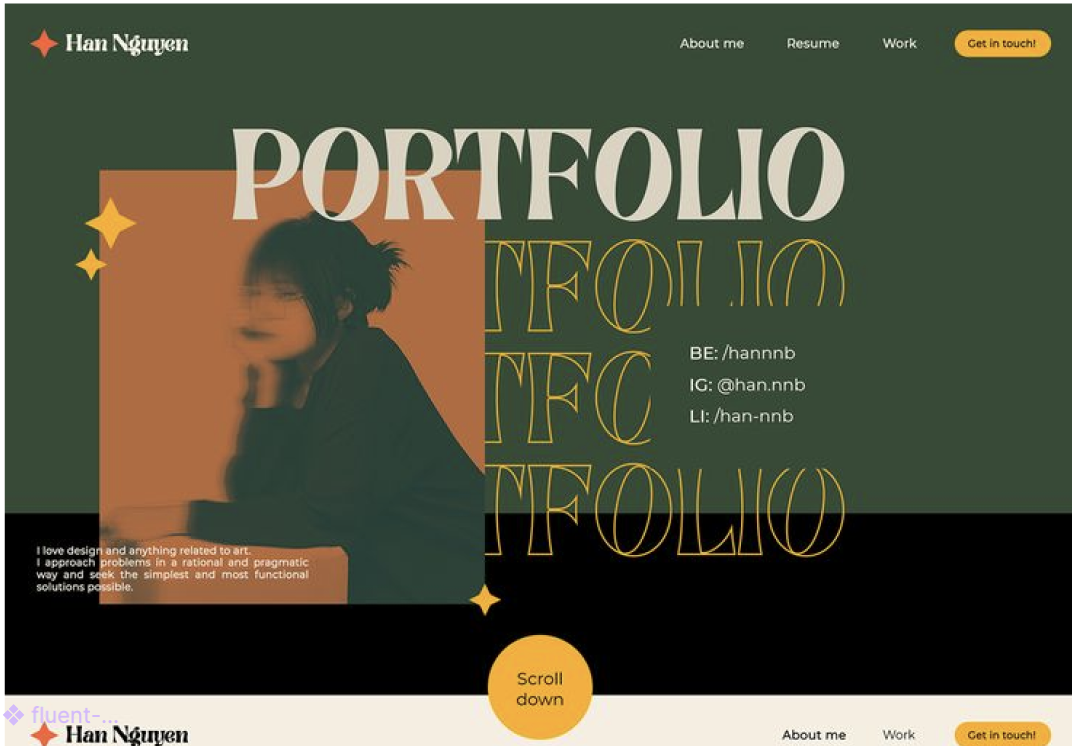 Han Nguyen
About me Resume Work Get in touch!
PORTFOLIO
TFOLIO
BE: /hannnb
TFO
IG: @han.nnb
LI: /han-nnb
TFOLIO
I love design and anything related to art.
I approach problems in a rational and pragmatic
way and seek the simplest and most functional
solutions possible.
Scroll
down
fluent-...
Han Nguyen
About me Work Get in touch!